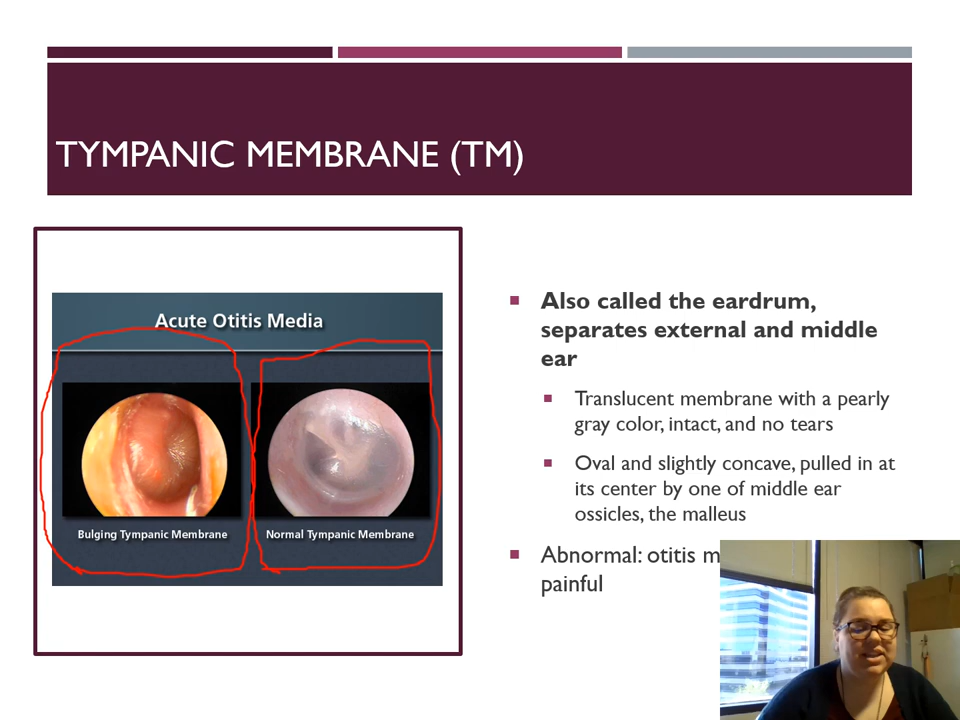 TYMPANIC MEMBRANE (TM)
Acute Otitis Media
Bulging Tympanic Membrane
Normal Tympanic Membrane
Also called the eardrum,
separates external and middle
ear
Translucent membrane with a pearly
gray color, intact, and no tears
Oval and slightly concave, pulled in at
its center by one of middle ear
ossicles, the malleus
Abnormal: otitis
painful